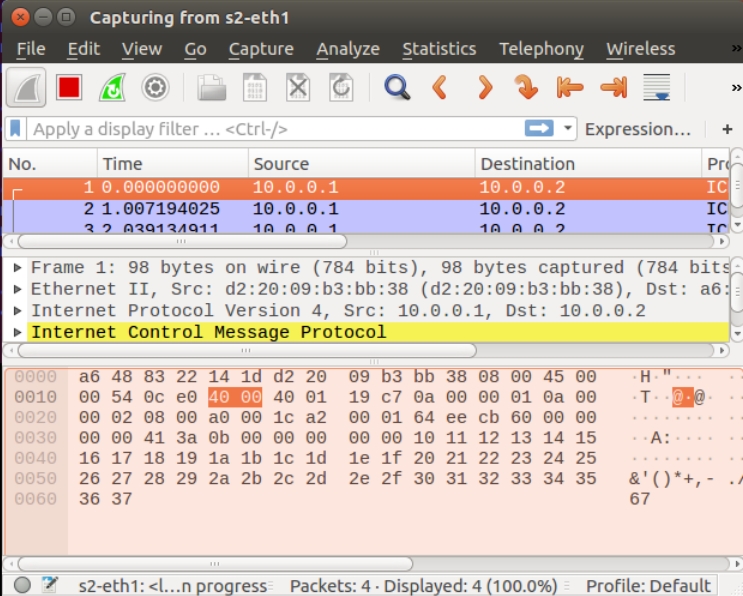 Capturing from s2-eth1
File Edit View Go Capture Analyze Statistics Telephony Wireless »
»
Apply a display filter … <Ctrl-/> Expression… +
No. Time Source Destination Pro
1 0.000000000 10.0.0.1 10.0.0.2 IC
2 1.007194025 10.0.0.1 10.0.0.2 IC
3 2.039134911 10.0.0.1 10.0.0.2 IC
Frame 1: 98 bytes on wire (784 bits), 98 bytes captured (784 bits
Ethernet II, Src: d2:20:09:b3:bb:38 (d2:20:09:b3:bb:38), Dst: a6:
Internet Protocol Version 4, Src: 10.0.0.1, Dst: 10.0.0.2
Internet Control Message Protocol
0000 a6 48 83 22 14 1d d2 20 09 b3 bb 38 08 00 45 00 ·H·"···
0010 00 54 0c e0 40 00 40 01 19 c7 0a 00 00 01 0a 00 ·T··@·@·
0020 00 02 08 00 a0 00 1c a2 00 01 64 ee cb 60 00 00 ········
0030 00 00 41 3a 0b 00 00 00 00 00 10 11 12 13 14 15 ··A:····
0040 16 17 18 19 1a 1b 1c 1d 1e 1f 20 21 22 23 24 25 ········
0050 26 27 28 29 2a 2b 2c 2d 2e 2f 30 31 32 33 34 35 &'()*+,- ./
0060 36 37 67
s2-eth1: <l…n progress Packets: 4 · Displayed: 4 (100.0%) Profile: Default